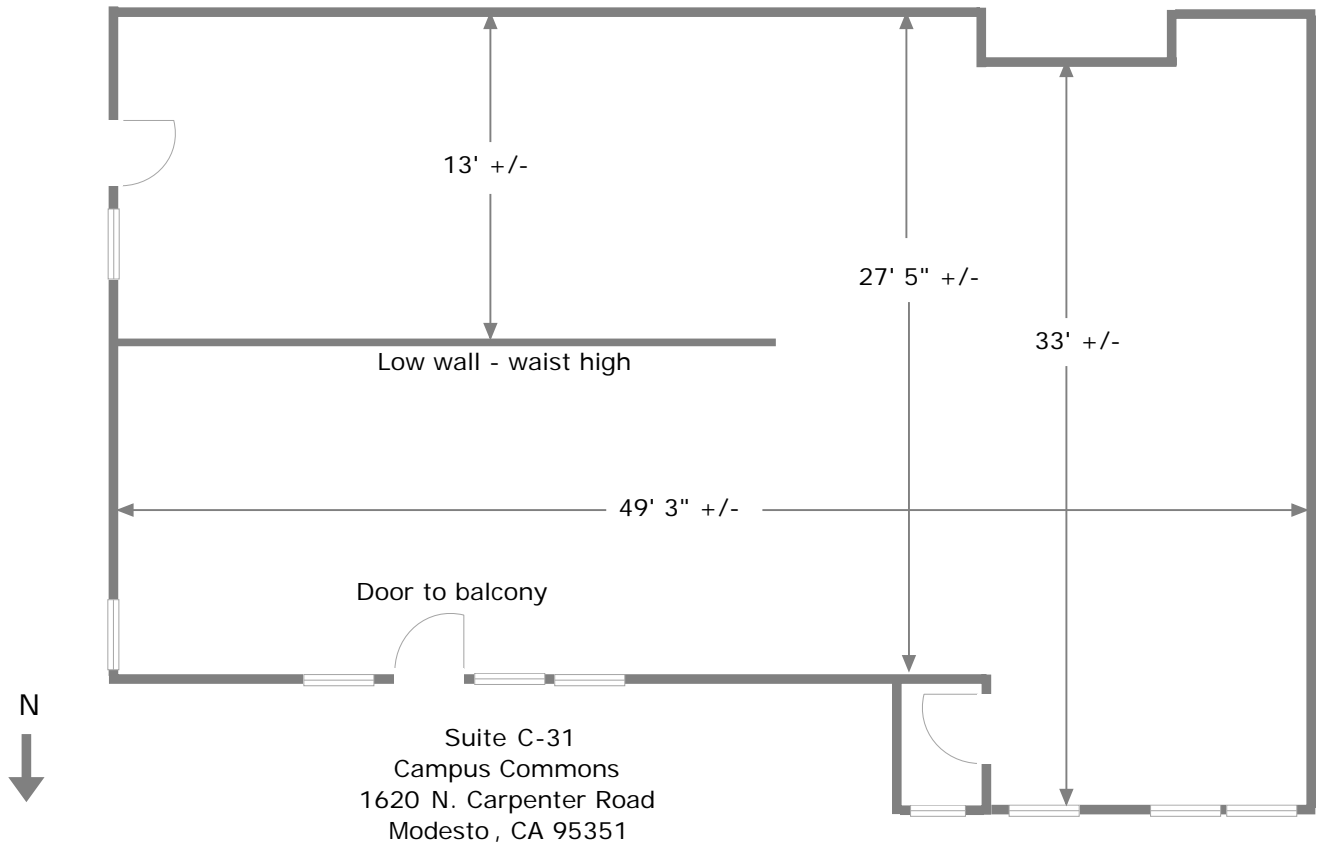 13' +/-
27' 5" +/-
33' +/-
Low wall - waist high
49' 3" +/-
Door to balcony
N
Suite C-31
Campus Commons
1620 N. Carpenter Road
Modesto, CA 95351